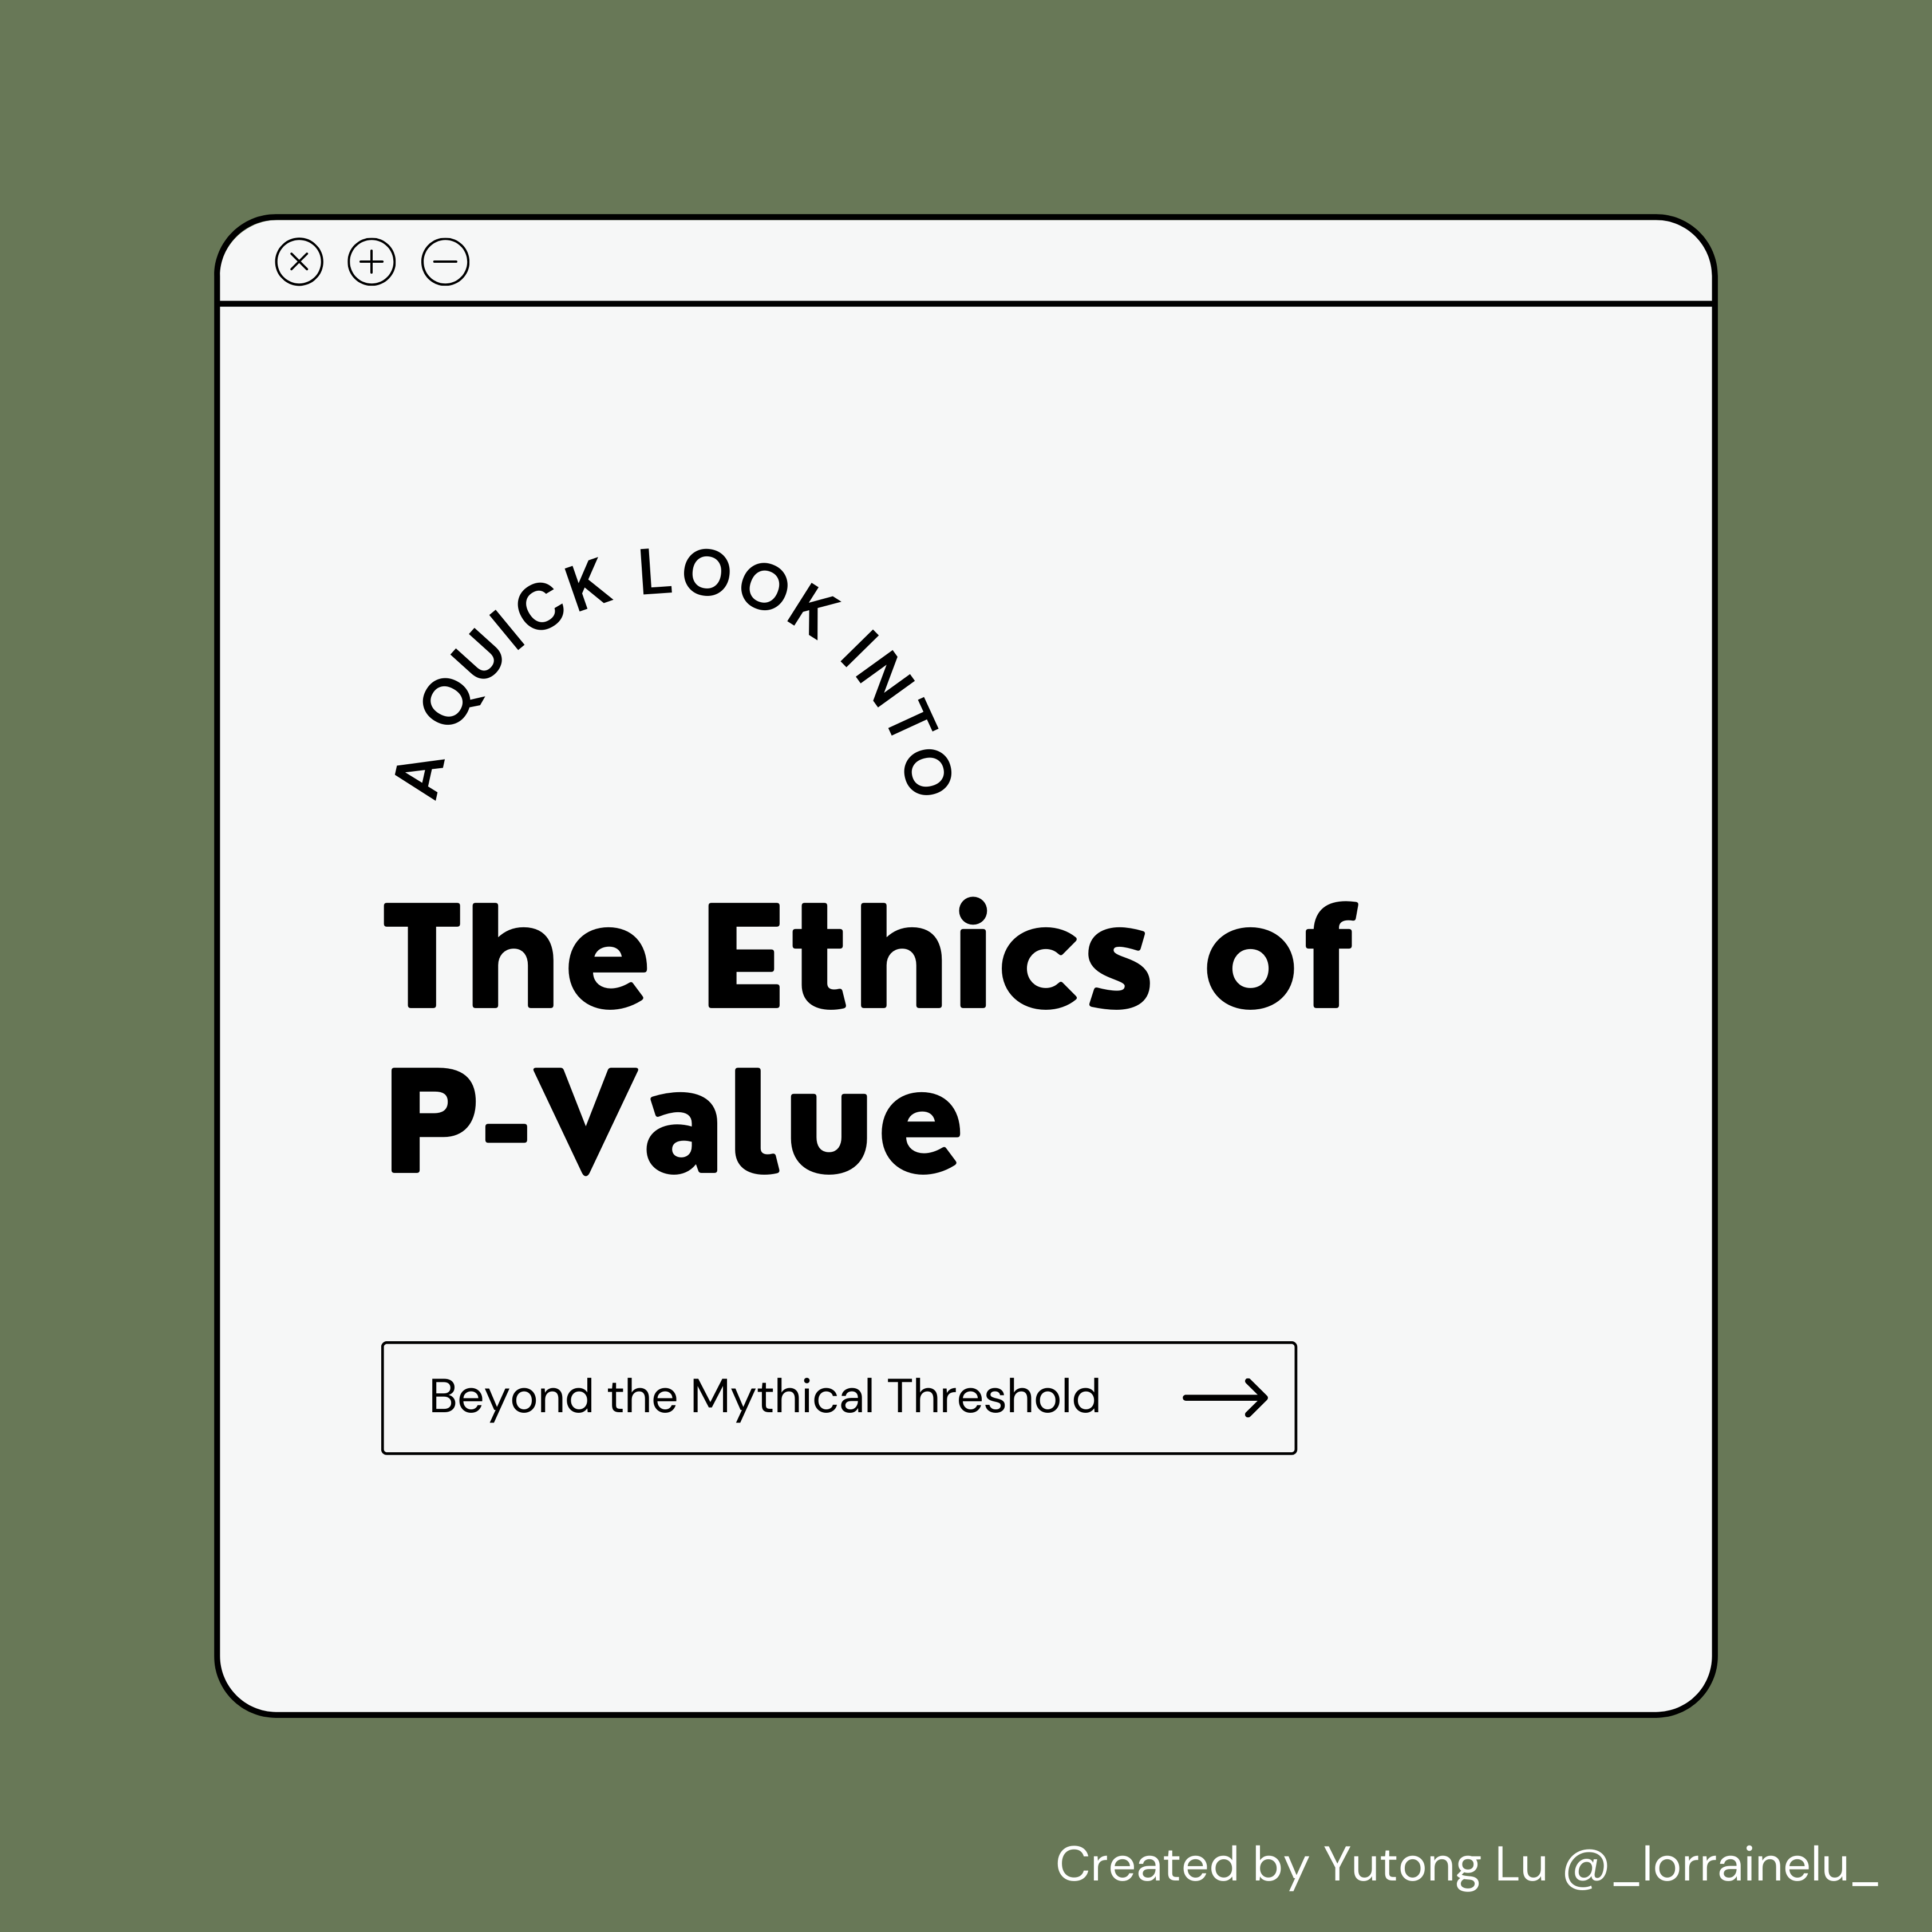 A QUICK LOOK INTO
The Ethics of
P-Value
Beyond the Mythical Threshold
Created by Yutong Lu @_lorrainelu_